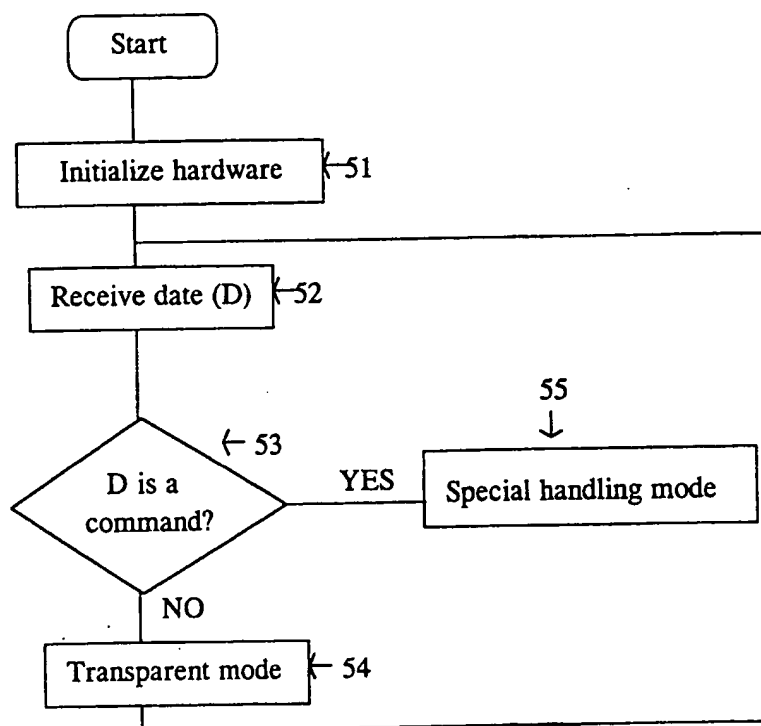 Start
Initialize hardware
51
Receive date (D)
52
53
D is a
command?
YES
55
Special handling mode
NO
Transparent mode
54